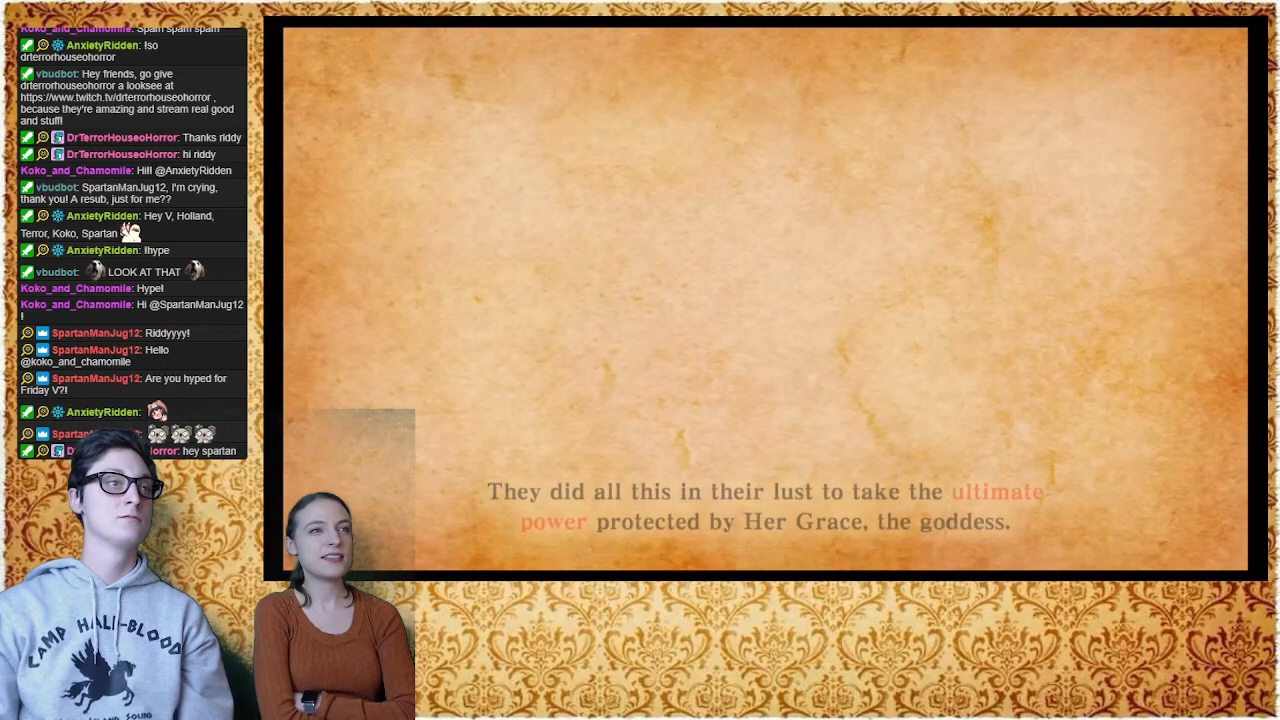 Koko_and_Chamomile: Spam spam spam
AnxietyRidden: !so
drterrorhouseohorror
vbudbot: Hey friends, go give
drterrorhouseohorror a looksee at
https://www.twitch.tv/drterrorhouseohorror ,
because they're amazing and stream real good
and stuff!
DrTerrorHouseoHorror: Thanks riddy
DrTerrorHouseoHorror: hi riddy
Koko_and_Chamomile: Hi!! @AnxietyRidden
vbudbot: SpartanManJug12, I'm crying,
thank you! A resub, just for me??
AnxietyRidden: Hey V, Holland,
Terror, Koko, Spartan
AnxietyRidden: !hype
vbudbot: LOOK AT THAT
Koko_and_Chamomile: Hype!
Koko_and_Chamomile: Hi @SpartanManJug12
!
SpartanManJug12: Riddyyyy!
SpartanManJug12: Hello
@koko_and_chamomile
SpartanManJug12: Are you hyped for
Friday V?!
AnxietyRidden:
Spartan
D orror: hey spartan
They did all this in their lust to take the ultimate
power protected by Her Grace, the goddess.
CAMP HALF-BLOOD